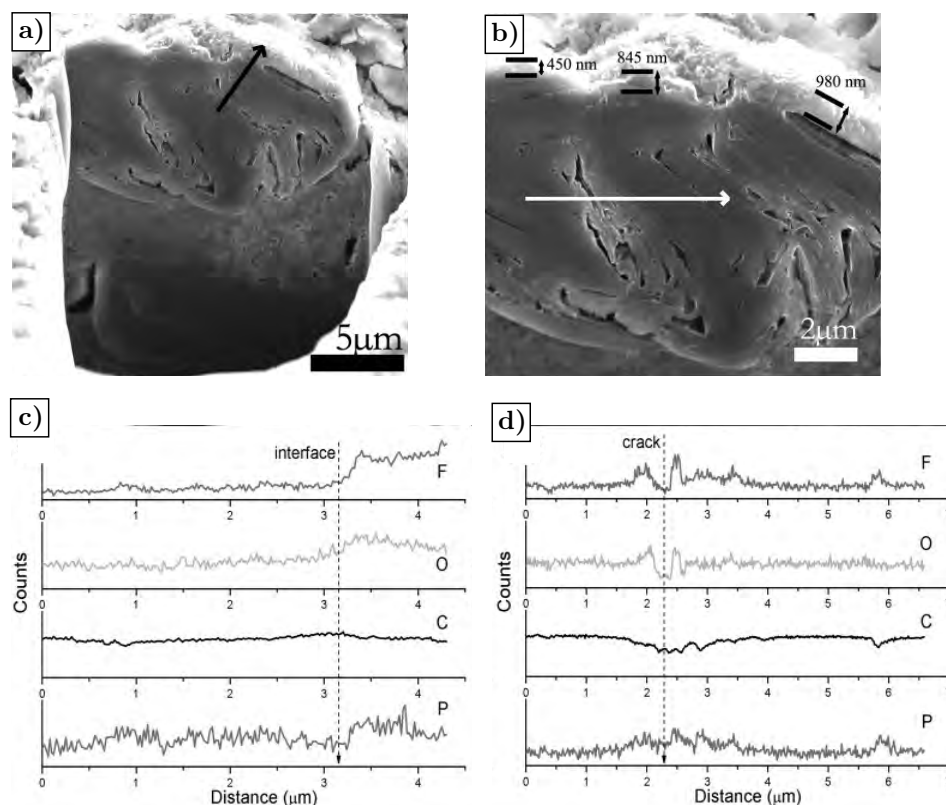 a)
5μm
b)
450 nm
845 nm
980 nm
2μm
c)
interface
F
0 1 2 3 4
O
0 1 2 3 4
C
0 1 2 3 4
P
0 1 2 3 4
Counts
Distance (μm)
d)
crack
F
0 1 2 3 4 5 6
O
0 1 2 3 4 5 6
C
0 1 2 3 4 5 6
P
0 1 2 3 4 5 6
Counts
Distance (μm)